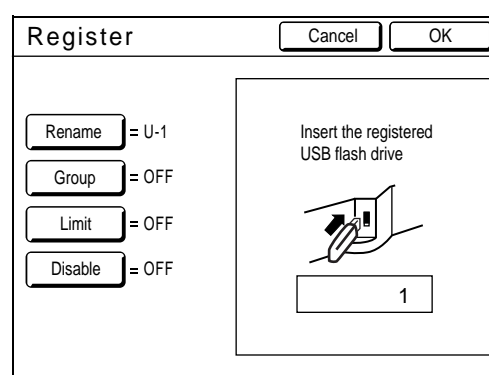 Register
Cancel
OK
Rename = U-1
Group = OFF
Limit = OFF
Disable = OFF
Insert the registered
USB flash drive
1